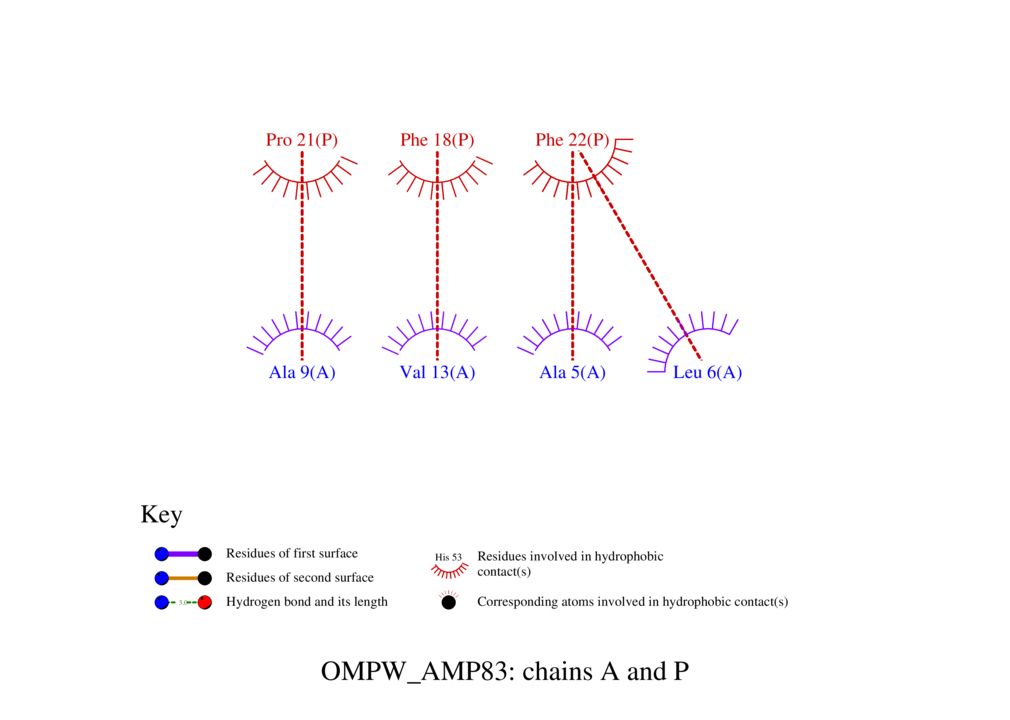 Pro 21(P) Phe 18(P) Phe 22(P)
Ala 9(A) Val 13(A) Ala 5(A) Leu 6(A)
Key
Residues of first surface
Residues of second surface
3.0
Hydrogen bond and its length
His 53
Residues involved in hydrophobic
contact(s)
Corresponding atoms involved in hydrophobic contact(s)
OMPW_AMP83: chains A and P